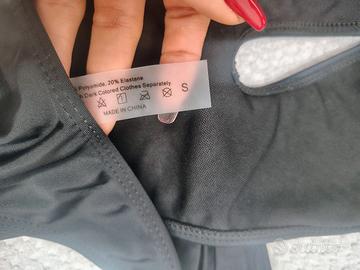 Polyamide, 20% Elastane
Dark Colored Clothes Separately
S
MADE IN CHINA